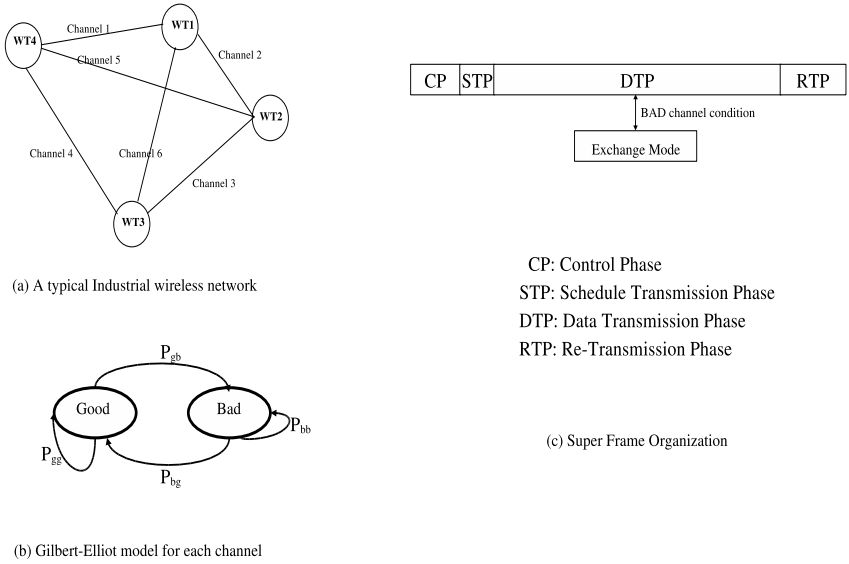 WT1
Channel 1
WT4
Channel 2
Channel 5
WT2
Channel 4
Channel 6
Channel 3
WT3
(a) A typical Industrial wireless network
Pgb
Good
Bad
Pbb
Pgg
Pbg
(b) Gilbert-Elliot model for each channel
CP STP DTP RTP
BAD channel condition
Exchange Mode
CP: Control Phase
STP: Schedule Transmission Phase
DTP: Data Transmission Phase
RTP: Re-Transmission Phase
(c) Super Frame Organization